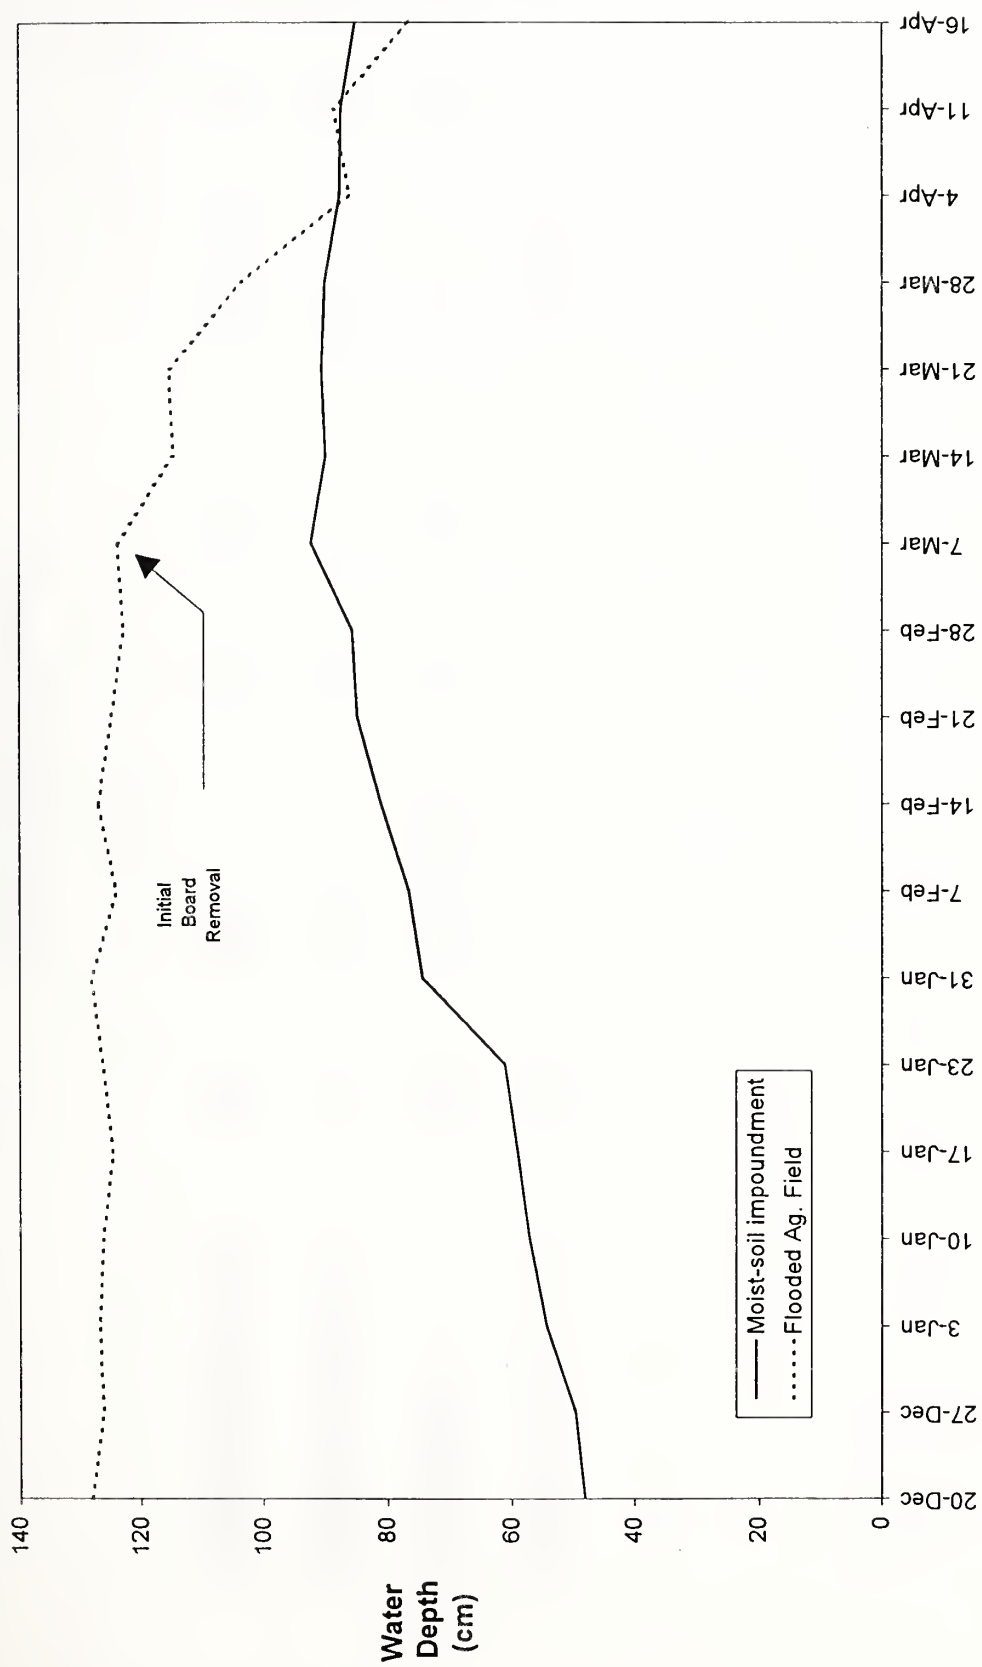 140
120
100
80
60
40
20
0
Water
Depth
(cm)
Initial
Board
Removal
Moist-soil impoundment
Flooded Ag. Field
20-Dec
27-Dec
3-Jan
10-Jan
17-Jan
23-Jan
31-Jan
7-Feb
14-Feb
21-Feb
28-Feb
7-Mar
14-Mar
21-Mar
28-Mar
4-Apr
11-Apr
16-Apr